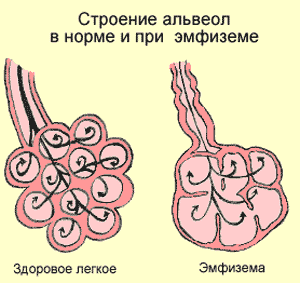 Строение альвеол
в норме и при эмфиземе
Здоровое легкое
Эмфизема